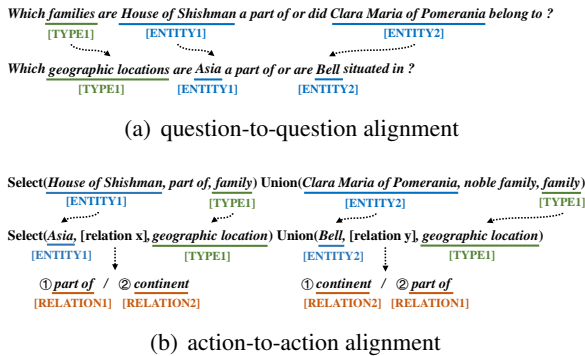 Which families are House of Shishman a part of or did Clara Maria of Pomerania belong to ?
[TYPE1] [ENTITY1] [ENTITY2]
Which geographic locations are Asia a part of or are Bell situated in ?
[TYPE1] [ENTITY1] [ENTITY2]
(a) question-to-question alignment
Select(House of Shishman, part of, family) Union(Clara Maria of Pomerania, noble family, family)
[ENTITY1] [TYPE1] [ENTITY2] [TYPE1]
Select(Asia, [relation x], geographic location) Union(Bell, [relation y], geographic location)
[ENTITY1] [TYPE1] [ENTITY2] [TYPE1]
① part of / ② continent ① continent / ② part of
[RELATION1] [RELATION2] [RELATION2] [RELATION1]
(b) action-to-action alignment